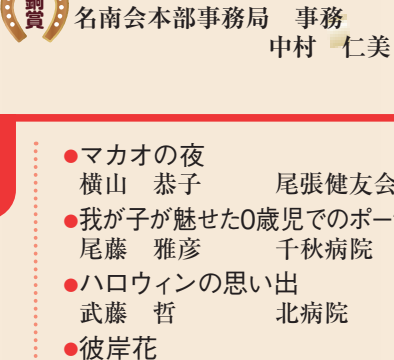 銅賞
名南会本部事務局　事務
中村　仁美
●マカオの夜
横山　恭子　　尾張健友会
●我が子が魅せた0歳児でのポー
尾藤　雅彦　　千秋病院
●ハロウィンの思い出
武藤　哲　　北病院
●彼岸花